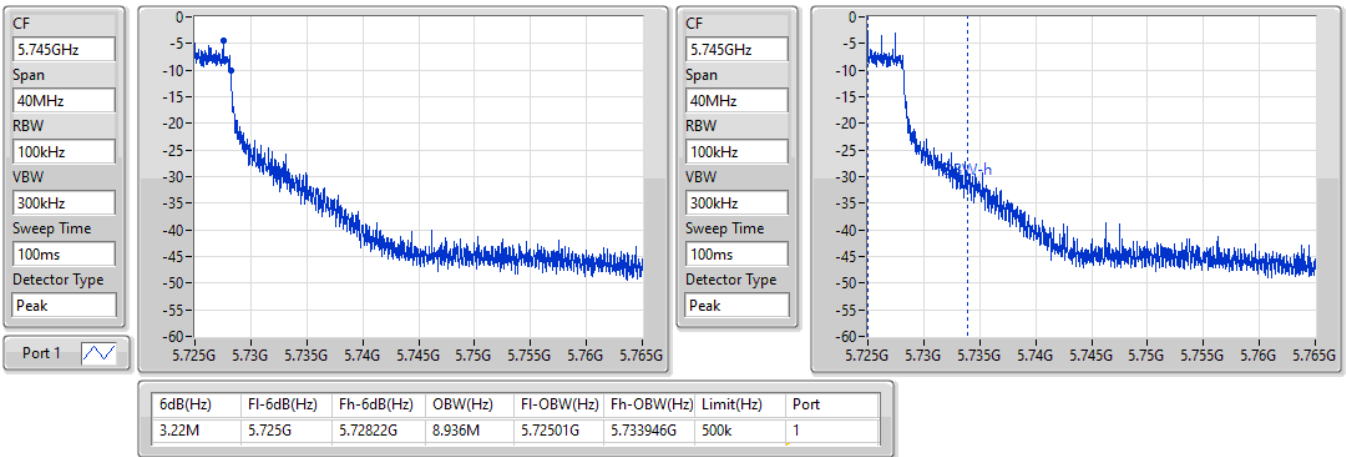 CF
5.745GHz
Span
40MHz
RBW
100kHz
VBW
300kHz
Sweep Time
100ms
Detector Type
Peak
Port 1
0
-5
-10
-15
-20
-25
-30
-35
-40
-45
-50
-55
-60
5.725G 5.73G 5.735G 5.74G 5.745G 5.75G 5.755G 5.76G 5.765G
CF
5.745GHz
Span
40MHz
RBW
100kHz
VBW
300kHz
Sweep Time
100ms
Detector Type
Peak
0
-5
-10
-15
-20
-25
-30
-35
-40
-45
-50
-55
-60
5.725G 5.73G 5.735G 5.74G 5.745G 5.75G 5.755G 5.76G 5.765G
6dB(Hz) Fl-6dB(Hz) Fh-6dB(Hz) OBW(Hz) Fl-OBW(Hz) Fh-OBW(Hz) Limit(Hz) Port
3.22M 5.725G 5.72822G 8.936M 5.72501G 5.733946G 500k 1